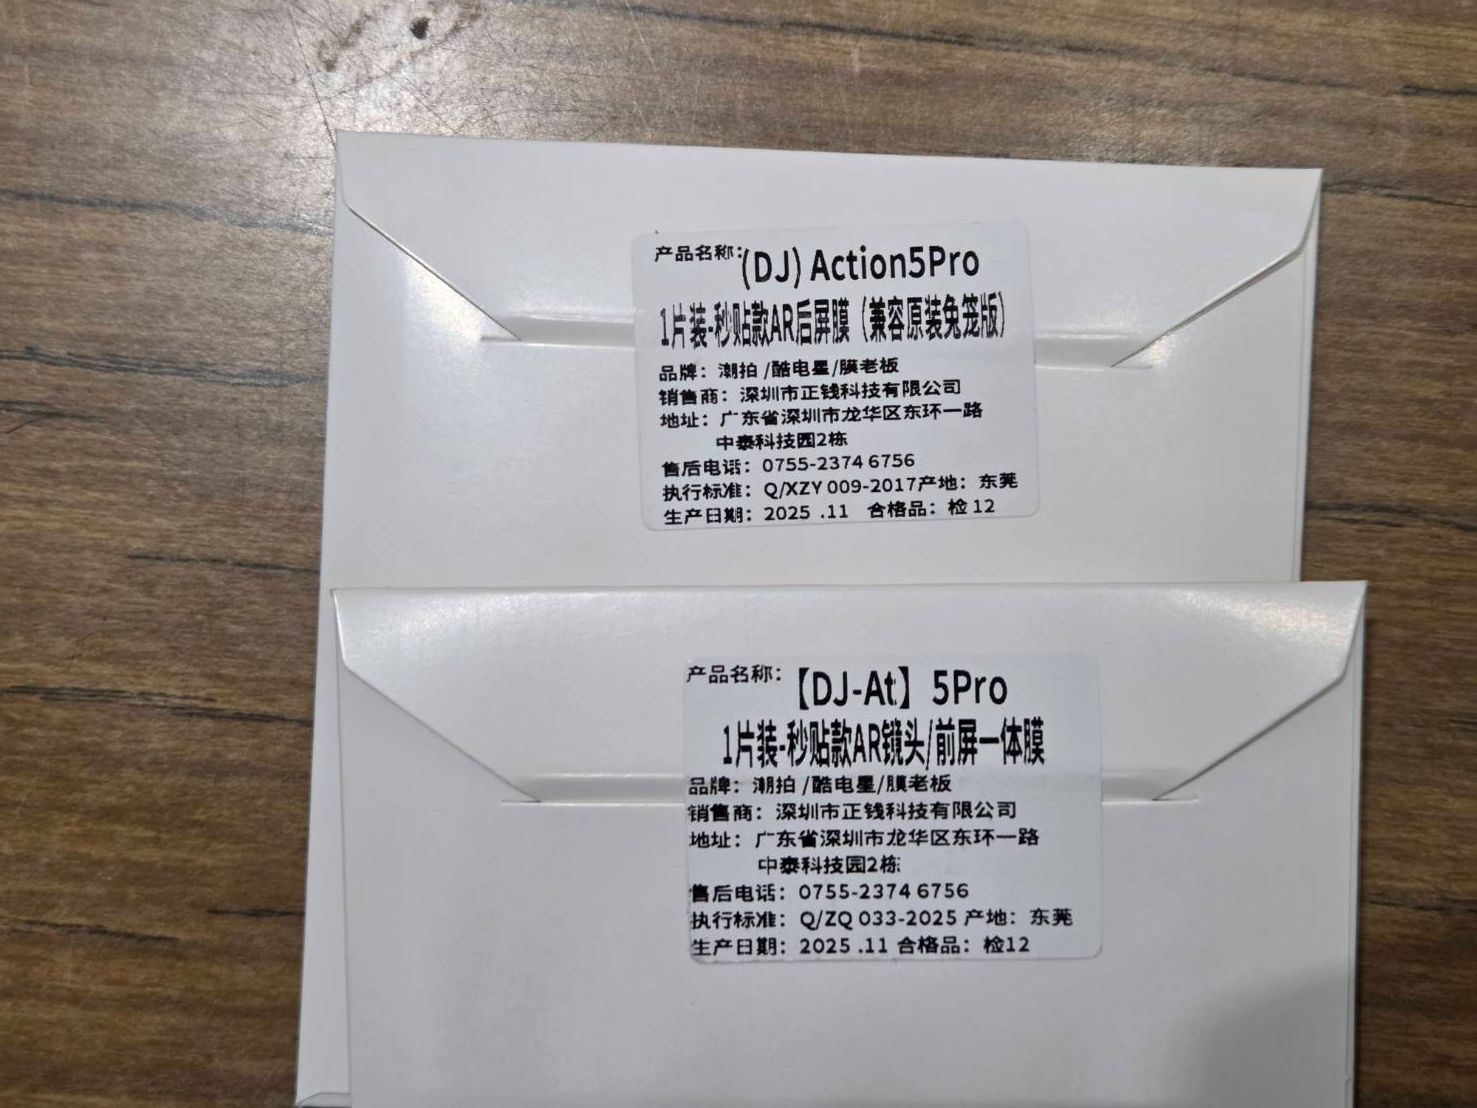 产品名称：(DJ) Action5Pro
1片装-秒贴款AR后屏膜（兼容原装兔笼版）
品牌：潮拍 /酷电星/膜老板
销售商：深圳市正钱科技有限公司
地址：广东省深圳市龙华区东环一路
中泰科技园2栋
售后电话：0755-2374 6756
执行标准：Q/XZY 009-2017产地：东莞
生产日期：2025 .11 合格品：检 12
产品名称：【DJ-At】5Pro
1片装-秒贴款AR镜头/前屏一体膜
品牌：潮拍 /酷电星/膜老板
销售商：深圳市正钱科技有限公司
地址：广东省深圳市龙华区东环一路
中泰科技园2栋
售后电话：0755-2374 6756
执行标准：Q/ZQ 033-2025 产地：东莞
生产日期：2025 .11 合格品：检12